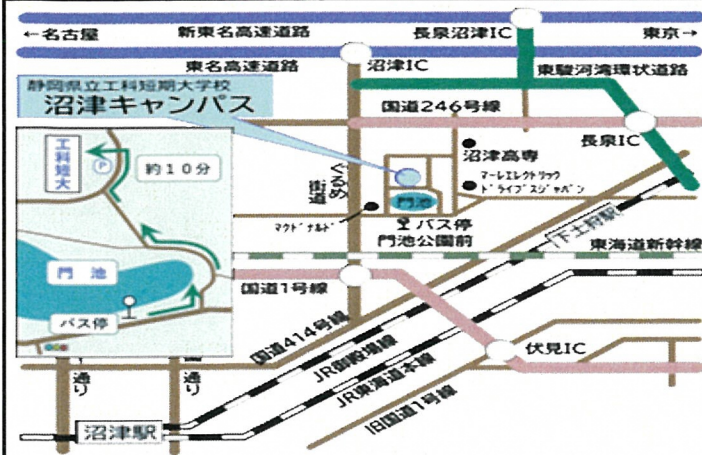 ←名古屋
新東名高速道路
長泉沼津IC
東京→
東名高速道路
沼津IC
東駿河湾環状道路
静岡県立工科短期大学校
沼津キャンパス
国道246号線
長泉IC
沼津高専
マーレエレクトリック
ドライブスジャパン
ぐるめ
街道
門池
マクドナルド
バス停
門池公園前
下土狩駅
東海道新幹線
工科短大
P
約10分
門池
バス停
国道1号線
国道414号線
JR御殿場線
JR東海道本線
旧国道1号線
伏見IC
通り
通り
沼津駅